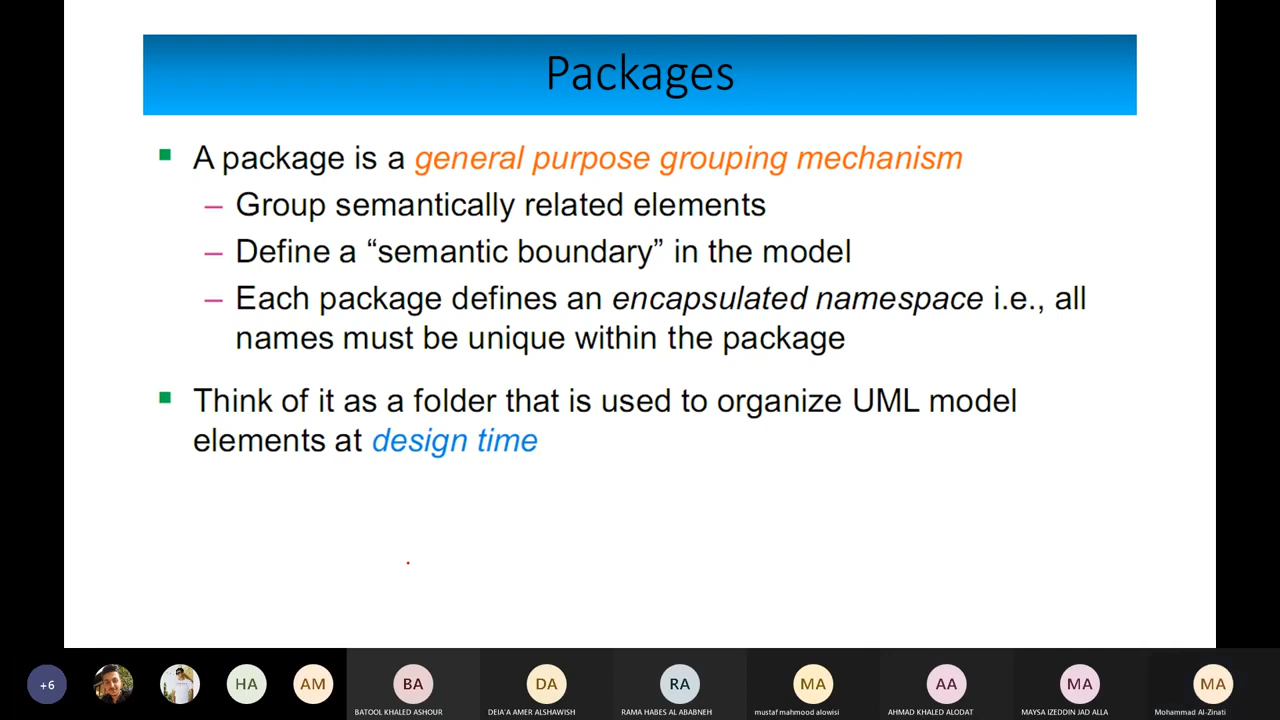 Packages
A package is a general purpose grouping mechanism
– Group semantically related elements
– Define a “semantic boundary” in the model
– Each package defines an encapsulated namespace i.e., all
names must be unique within the package
Think of it as a folder that is used to organize UML model
elements at design time
+6
HA
AM
BA
DA
RA
MA
AA
MA
MA
BATOOL KHALED ASHOUR
DEIA'A AMER ALSHAWISH
RAMA HABES AL ABABNEH
mustaf mahmood alowisi
AHMAD KHALED ALODAT
MAYSA IZEDDIN JAD ALLA
Mohammad Al-Zinati